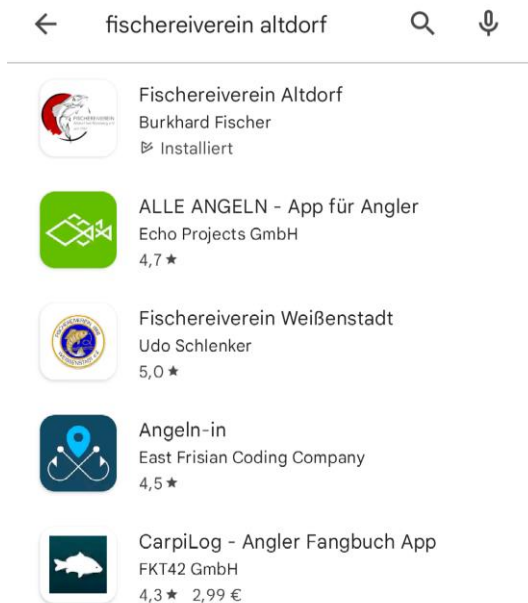 fischereiverein altdorf
FISCHEREIVEREIN
Fischereiverein Altdorf
Burkhard Fischer
Installiert
ALLE ANGELN - App für Angler
Echo Projects GmbH
4,7 ★
Fischereiverein Weißenstadt
Udo Schlenker
5,0 ★
Angeln-in
East Frisian Coding Company
4,5 ★
CarpiLog - Angler Fangbuch App
FKT42 GmbH
4,3 ★ 2,99 €